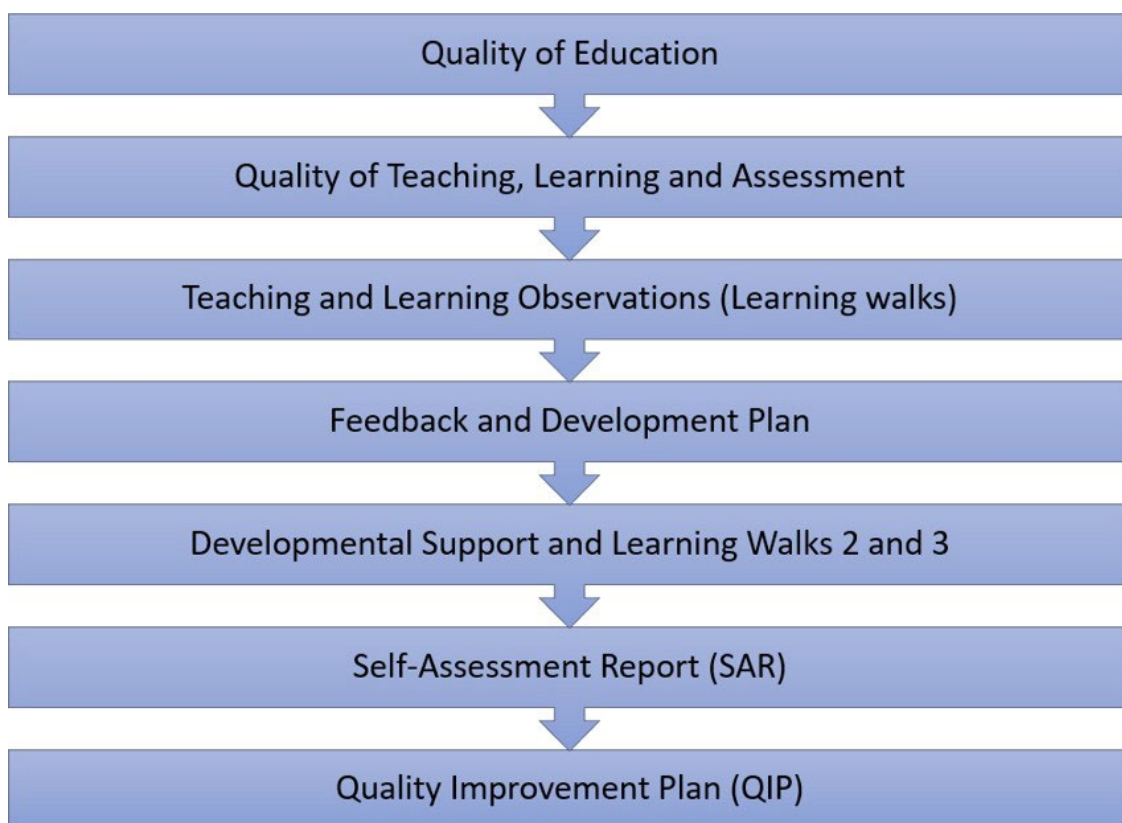 Quality of Education
Quality of Teaching, Learning and Assessment
Teaching and Learning Observations (Learning walks)
Feedback and Development Plan
Developmental Support and Learning Walks 2 and 3
Self-Assessment Report (SAR)
Quality Improvement Plan (QIP)